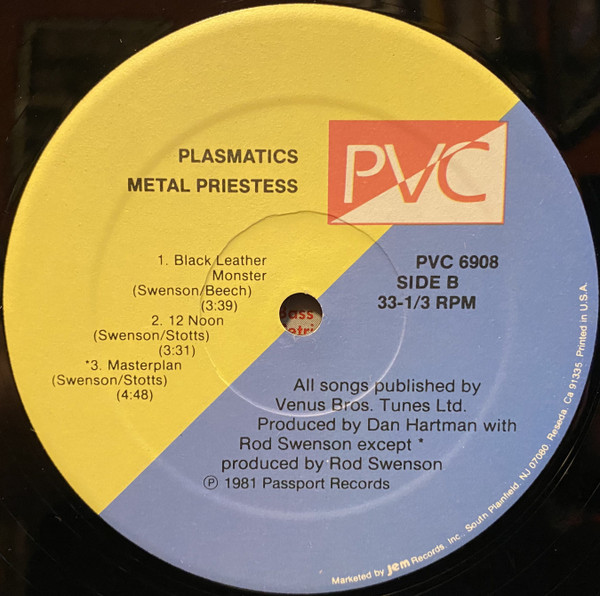 PLASMATICS
METAL PRIESTESS
PVC
1. Black Leather
Monster
(Swenson/Beech)
(3:39)
2. 12 Noon
(Swenson/Stotts)
(3:31)
*3. Masterplan
(Swenson/Stotts)
(4:48)
PVC 6908
SIDE B
33-1/3 RPM
Bass
etri
All songs published by
Venus Bros. Tunes Ltd.
Produced by Dan Hartman with
Rod Swenson except *
produced by Rod Swenson
Ⓟ 1981 Passport Records
Marketed by jem Records, Inc., South Plainfield, NJ 07080, Reseda, Ca 91335 Printed in U.S.A.